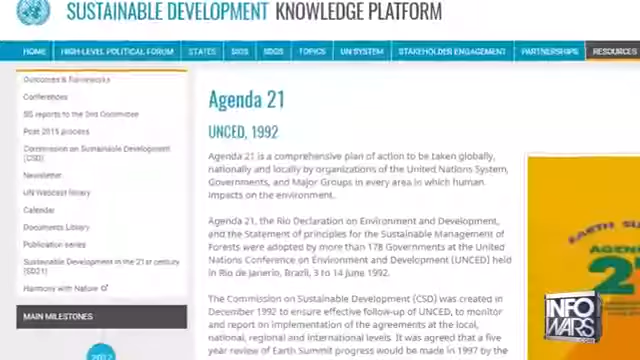 SUSTAINABLE DEVELOPMENT KNOWLEDGE PLATFORM
HOME HIGH-LEVEL POLITICAL FORUM STATES SIDS SDGS TOPICS UN SYSTEM STAKEHOLDER ENGAGEMENT PARTNERSHIPS RESOURCES
Outcomes & frameworks
Conferences
SG reports to the 2nd Committee
Post 2015 process
Commission on Sustainable Development
(CSD)
Newsletter
UN Webcast library
Calendar
Documents Library
Publication series
Sustainable Development in the 21st century
(SD21)
Harmony with Nature
MAIN MILESTONES
2012
Agenda 21
UNCED, 1992
Agenda 21 is a comprehensive plan of action to be taken globally,
nationally and locally by organizations of the United Nations System,
Governments, and Major Groups in every area in which human
impacts on the environment.
Agenda 21, the Rio Declaration on Environment and Development,
and the Statement of principles for the Sustainable Management of
Forests were adopted by more than 178 Governments at the United
Nations Conference on Environment and Development (UNCED) held
in Rio de Janerio, Brazil, 3 to 14 June 1992.
The Commission on Sustainable Development (CSD) was created in
December 1992 to ensure effective follow-up of UNCED, to monitor
and report on implementation of the agreements at the local,
national, regional and international levels. It was agreed that a five
year review of Earth Summit progress would be made in 1997 by the
EARTH SU
AGEN
21
INFO
WARS